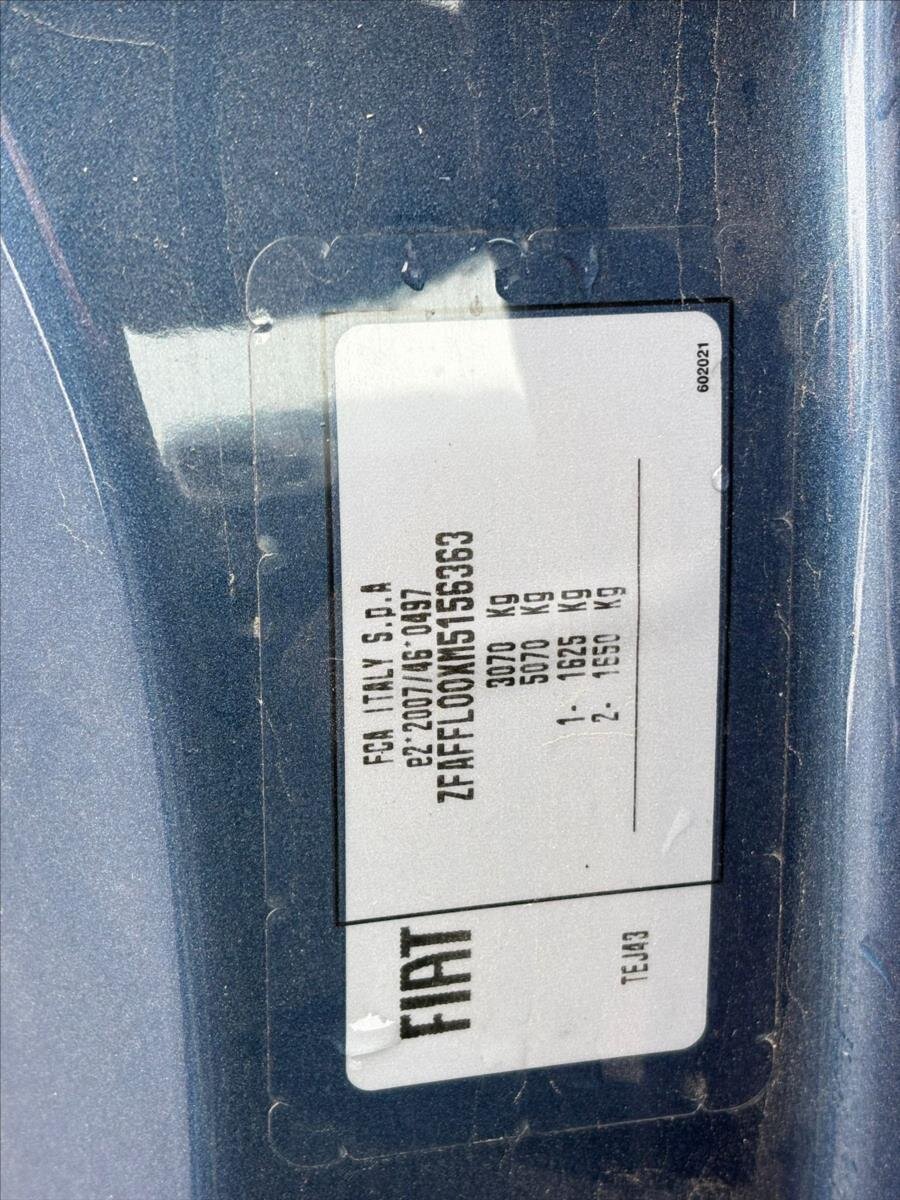 FIAT
FCA ITALY S.p.A
e2*2007/46*0497
ZFAFFL00XM5156363
3070 Kg
5070 Kg
1- 1625 Kg
2- 1650 Kg
TEJ43
602021